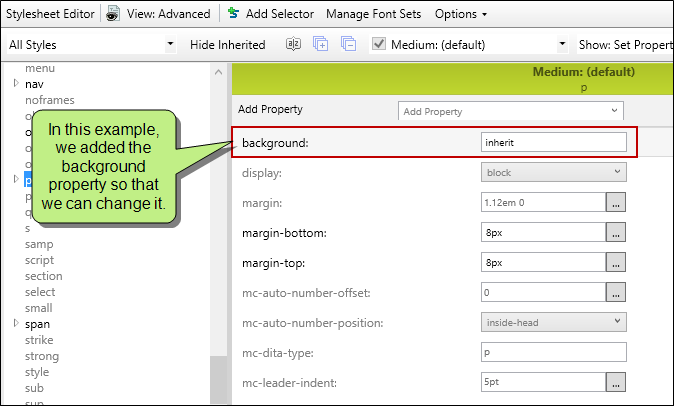 Stylesheet Editor View: Advanced Add Selector Manage Font Sets Options
All Styles Hide Inherited Medium: (default) Show: Set Propert
menu
nav
noframes
p
s
samp
script
section
select
small
span
strike
strong
style
sub
sup
In this example,
we added the
background
property so that
we can change it.
Medium: (default)
p
Add Property Add Property
background: inherit
display: block
margin: 1.12em 0 ...
margin-bottom: 8px ...
margin-top: 8px ...
mc-auto-number-offset: 0 ...
mc-auto-number-position: inside-head
mc-dita-type: p
mc-leader-indent: 5pt ...